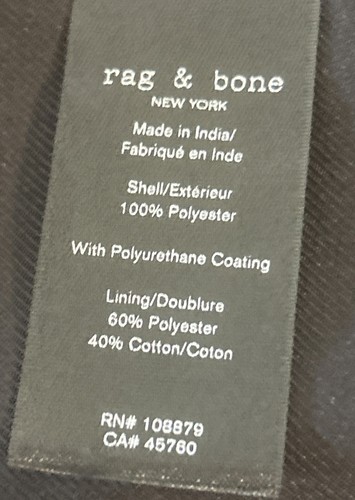 rag & bone
NEW YORK
Made in India/
Fabriqué en Inde
Shell/Extérieur
100% Polyester
With Polyurethane Coating
Lining/Doublure
60% Polyester
40% Cotton/Coton
RN# 108879
CA# 45760